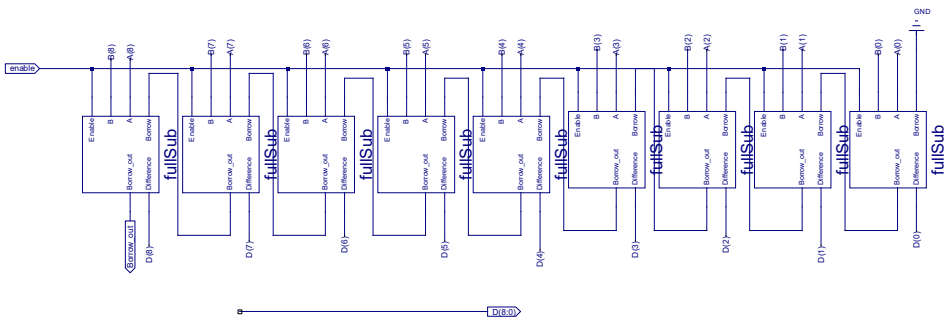 GND
B(8) A(8) B(7) A(7) B(6) A(6) B(5) A(5) B(4) A(4) B(3) A(3) B(2) A(2) B(1) A(1) B(0) A(0)
enable
Enable B A Borrow Borrow_out Difference fullSub
Enable B A Borrow Borrow_out Difference fullSub
Enable B A Borrow Borrow_out Difference fullSub
Enable B A Borrow Borrow_out Difference fullSub
Enable B A Borrow Borrow_out Difference fullSub
Enable B A Borrow Borrow_out Difference fullSub
Enable B A Borrow Borrow_out Difference fullSub
Enable B A Borrow Borrow_out Difference fullSub
Enable B A Borrow Borrow_out Difference fullSub
Borrow_out D(8) D(7) D(6) D(5) D(4) D(3) D(2) D(1) D(0)
D(8:0)